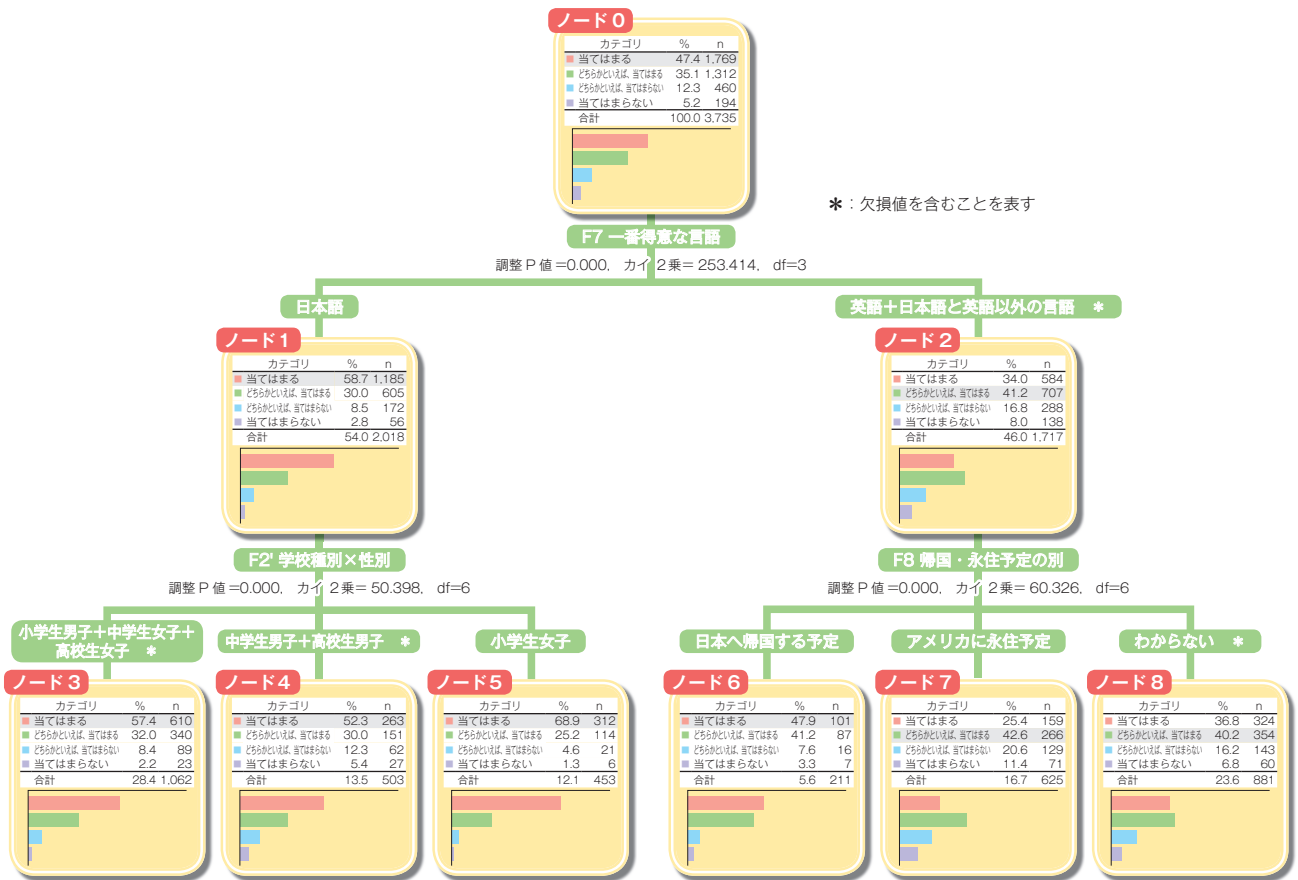 ノード 0
カテゴリ % n
当てはまる 47.4 1,769
どちらかといえば、当てはまる 35.1 1,312
どちらかといえば、当てはまらない 12.3 460
当てはまらない 5.2 194
合計 100.0 3,735
＊：欠損値を含むことを表す
F7 一番得意な言語
調整 P 値 =0.000, カイ 2乗= 253.414, df=3
日本語
英語＋日本語と英語以外の言語 ＊
ノード 1
カテゴリ % n
当てはまる 58.7 1,185
どちらかといえば、当てはまる 30.0 605
どちらかといえば、当てはまらない 8.5 172
当てはまらない 2.8 56
合計 54.0 2,018
ノード 2
カテゴリ % n
当てはまる 34.0 584
どちらかといえば、当てはまる 41.2 707
どちらかといえば、当てはまらない 16.8 288
当てはまらない 8.0 138
合計 46.0 1,717
F2' 学校種別×性別
調整 P 値 =0.000, カイ 2乗= 50.398, df=6
F8 帰国・永住予定の別
調整 P 値 =0.000, カイ 2乗= 60.326, df=6
小学生男子＋中学生女子＋
高校生女子 ＊
中学生男子＋高校生男子 ＊
小学生女子
日本へ帰国する予定
アメリカに永住予定
わからない ＊
ノード 3
カテゴリ % n
当てはまる 57.4 610
どちらかといえば、当てはまる 32.0 340
どちらかといえば、当てはまらない 8.4 89
当てはまらない 2.2 23
合計 28.4 1,062
ノード4
カテゴリ % n
当てはまる 52.3 263
どちらかといえば、当てはまる 30.0 151
どちらかといえば、当てはまらない 12.3 62
当てはまらない 5.4 27
合計 13.5 503
ノード5
カテゴリ % n
当てはまる 68.9 312
どちらかといえば、当てはまる 25.2 114
どちらかといえば、当てはまらない 4.6 21
当てはまらない 1.3 6
合計 12.1 453
ノード 6
カテゴリ % n
当てはまる 47.9 101
どちらかといえば、当てはまる 41.2 87
どちらかといえば、当てはまらない 7.6 16
当てはまらない 3.3 7
合計 5.6 211
ノード 7
カテゴリ % n
当てはまる 25.4 159
どちらかといえば、当てはまる 42.6 266
どちらかといえば、当てはまらない 20.6 129
当てはまらない 11.4 71
合計 16.7 625
ノード 8
カテゴリ % n
当てはまる 36.8 324
どちらかといえば、当てはまる 40.2 354
どちらかといえば、当てはまらない 16.2 143
当てはまらない 6.8 60
合計 23.6 881